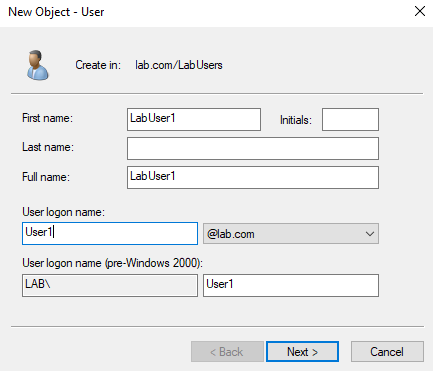 New Object - User
Create in: lab.com/LabUsers
First name: LabUser1 Initials:
Last name:
Full name: LabUser1
User logon name:
User1 @lab.com
User logon name (pre-Windows 2000):
LAB\ User1
< Back Next > Cancel